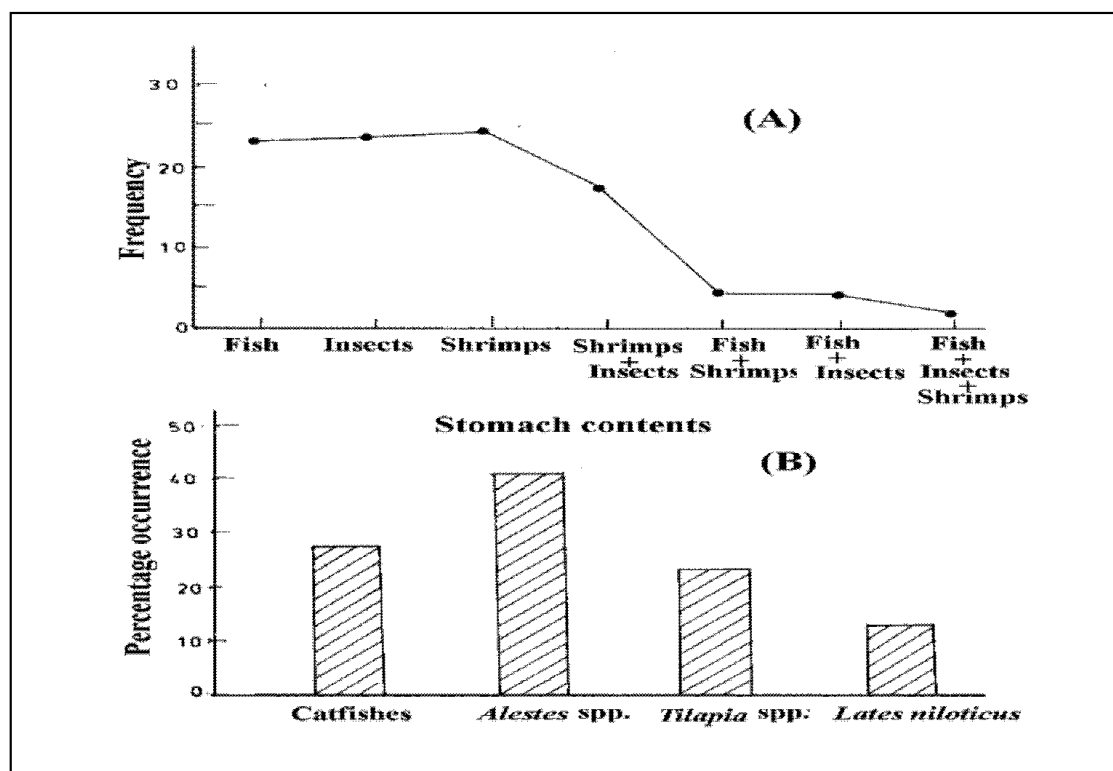 30
(A)
20
Frequency
10
0
Fish Insects Shrimps Shrimps + Insects Fish + Shrimps Fish + Insects Fish + Insects + Shrimps
Stomach contents
50
(B)
40
Percentage occurrence
30
20
10
0
Catfishes Alestes spp. Tilapia spp: Lates niloticus